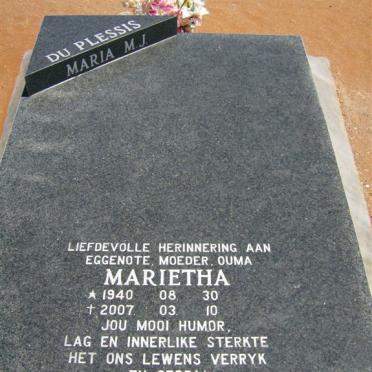 DU PLESSIS
MARIA M.J.
LIEFDEVOLLE HERINNERING AAN
EGGENOTE, MOEDER, OUMA
MARIETHA
★ 1940 08 30
✝ 2007 03 10
JOU MOOI HUMOR,
LAG EN INNERLIKE STERKTE
HET ONS LEWENS VERRYK